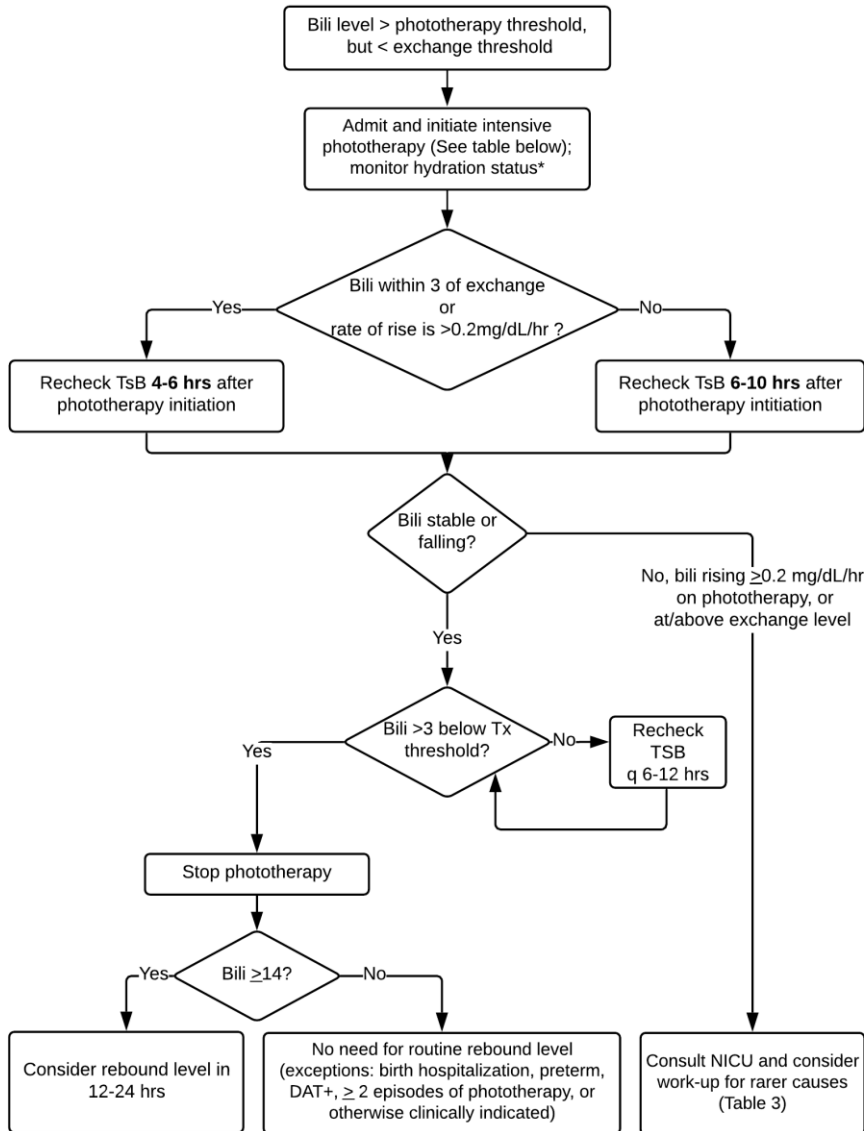 Bili level > phototherapy threshold,
but < exchange threshold
Admit and initiate intensive
phototherapy (See table below);
monitor hydration status*
Bili within 3 of exchange
or
rate of rise is >0.2mg/dL/hr ?
Yes
No
Recheck TsB 4-6 hrs after
phototherapy initiation
Recheck TsB 6-10 hrs after
phototherapy intitiation
Bili stable or
falling?
No, bili rising ≥0.2 mg/dL/hr
on phototherapy, or
at/above exchange level
Yes
Bili >3 below Tx
threshold?
Yes
No
Recheck
TSB
q 6-12 hrs
Stop phototherapy
Bili ≥14?
Yes
No
Consider rebound level in
12-24 hrs
No need for routine rebound level
(exceptions: birth hospitalization, preterm,
DAT+, ≥ 2 episodes of phototherapy, or
otherwise clinically indicated)
Consult NICU and consider
work-up for rarer causes
(Table 3)